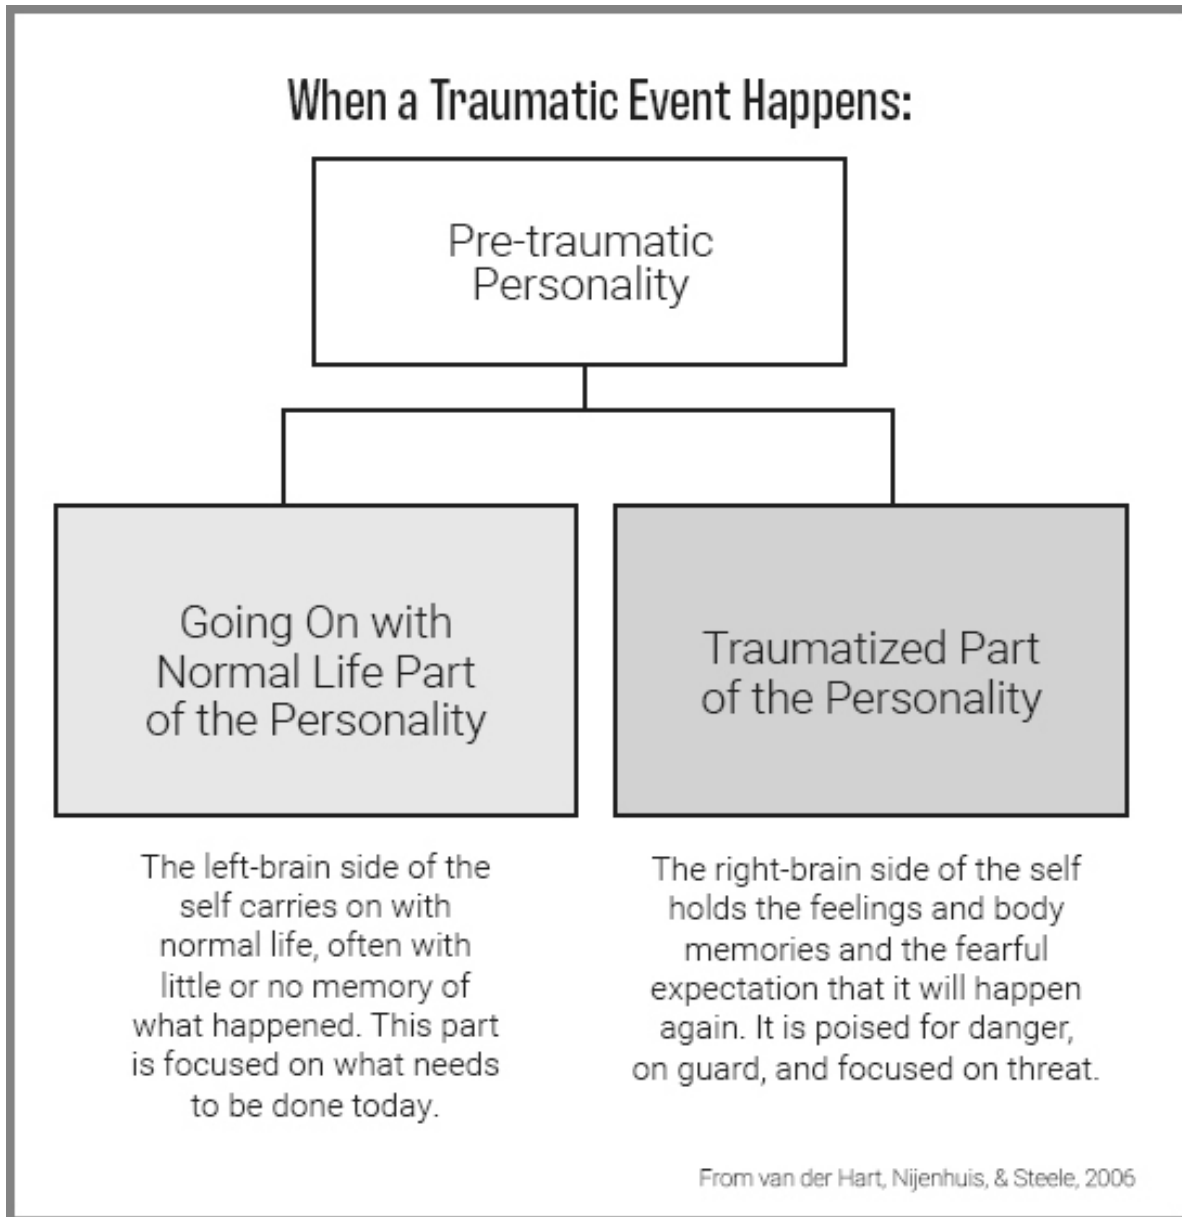 When a Traumatic Event Happens:
Pre-traumatic
Personality
Going On with
Normal Life Part
of the Personality
Traumatized Part
of the Personality
The left-brain side of the
self carries on with
normal life, often with
little or no memory of
what happened. This part
is focused on what needs
to be done today.
The right-brain side of the self
holds the feelings and body
memories and the fearful
expectation that it will happen
again. It is poised for danger,
on guard, and focused on threat.
From van der Hart, Nijenhuis, & Steele, 2006